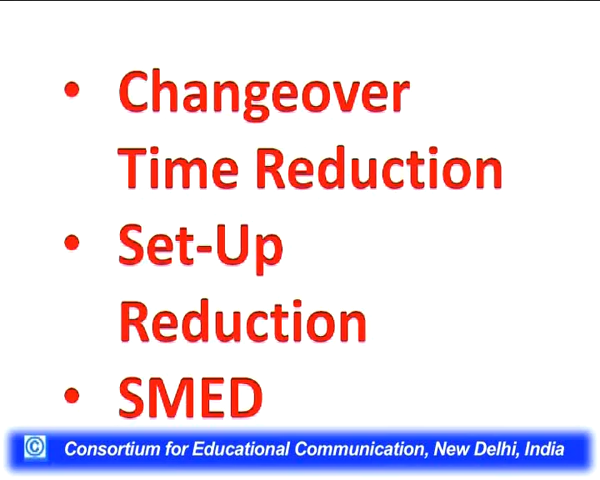 • Changeover
Time Reduction
• Set-Up
Reduction
• SMED
© Consortium for Educational Communication, New Delhi, India